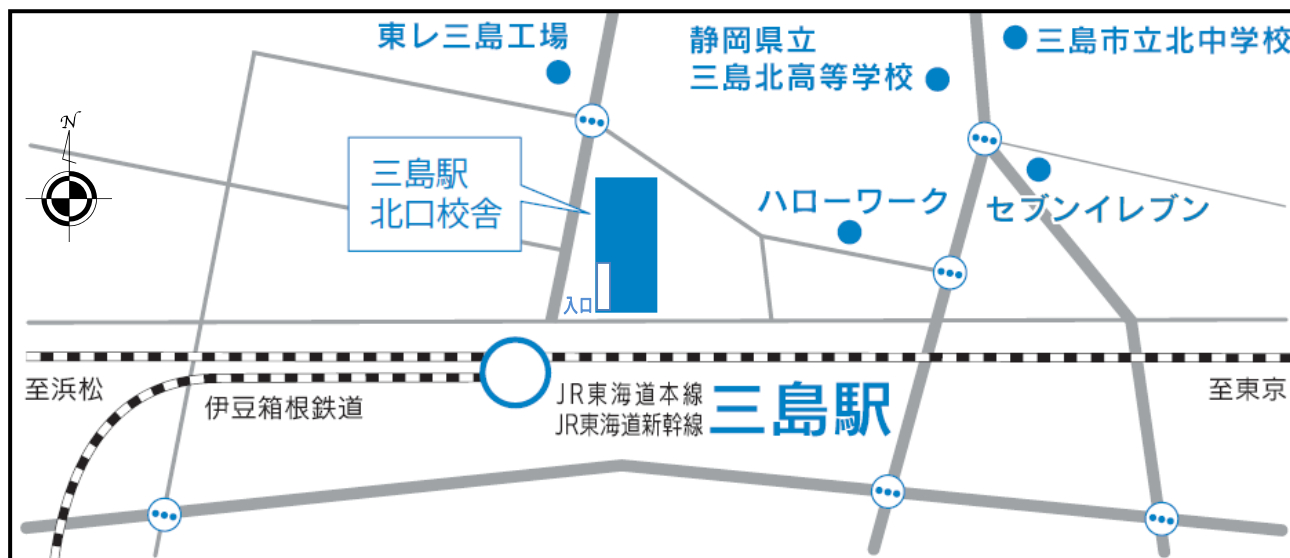 東レ三島工場
静岡県立
三島北高等学校
三島市立北中学校
N
三島駅
北口校舎
ハローワーク
セブンイレブン
入口
至浜松
伊豆箱根鉄道
JR東海道本線
JR東海道新幹線
三島駅
至東京